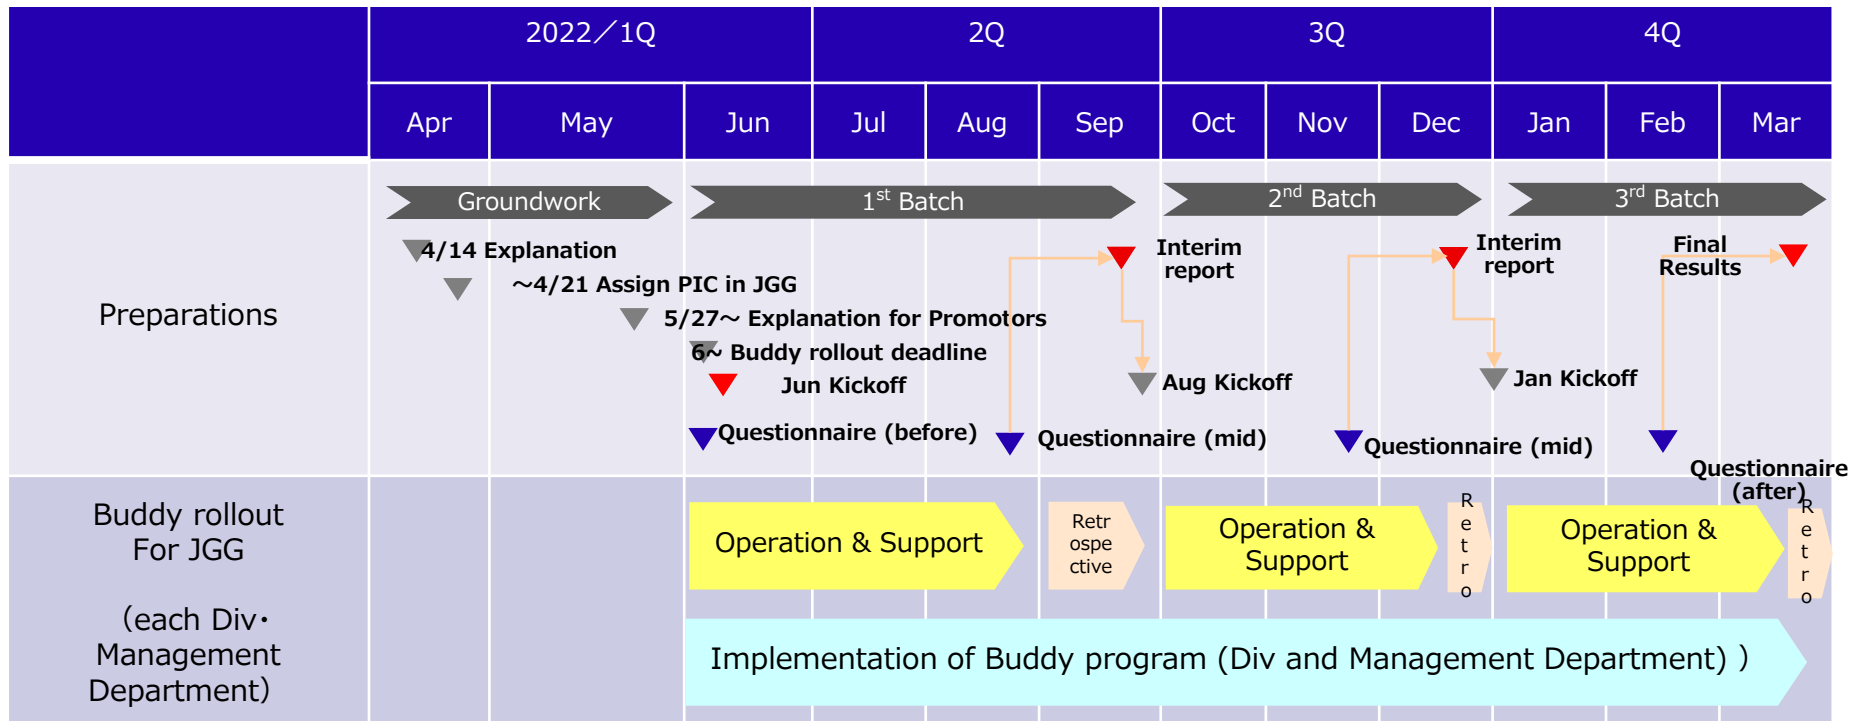 2022／1Q
2Q
3Q
4Q
Apr
May
Jun
Jul
Aug
Sep
Oct
Nov
Dec
Jan
Feb
Mar
Preparations
Groundwork
1st Batch
2nd Batch
3rd Batch
4/14 Explanation
～4/21 Assign PIC in JGG
5/27～ Explanation for Promotors
6~ Buddy rollout deadline
Jun Kickoff
Questionnaire (before)
Interim
report
Aug Kickoff
Questionnaire (mid)
Interim
report
Jan Kickoff
Questionnaire (mid)
Final
Results
Questionnaire
(after)
Buddy rollout
For JGG
（each Div・
Management
Department）
Operation & Support
Retr
ospe
ctive
Operation &
Support
R
e
t
r
o
Operation &
Support
R
e
t
r
o
Implementation of Buddy program (Div and Management Department) ）